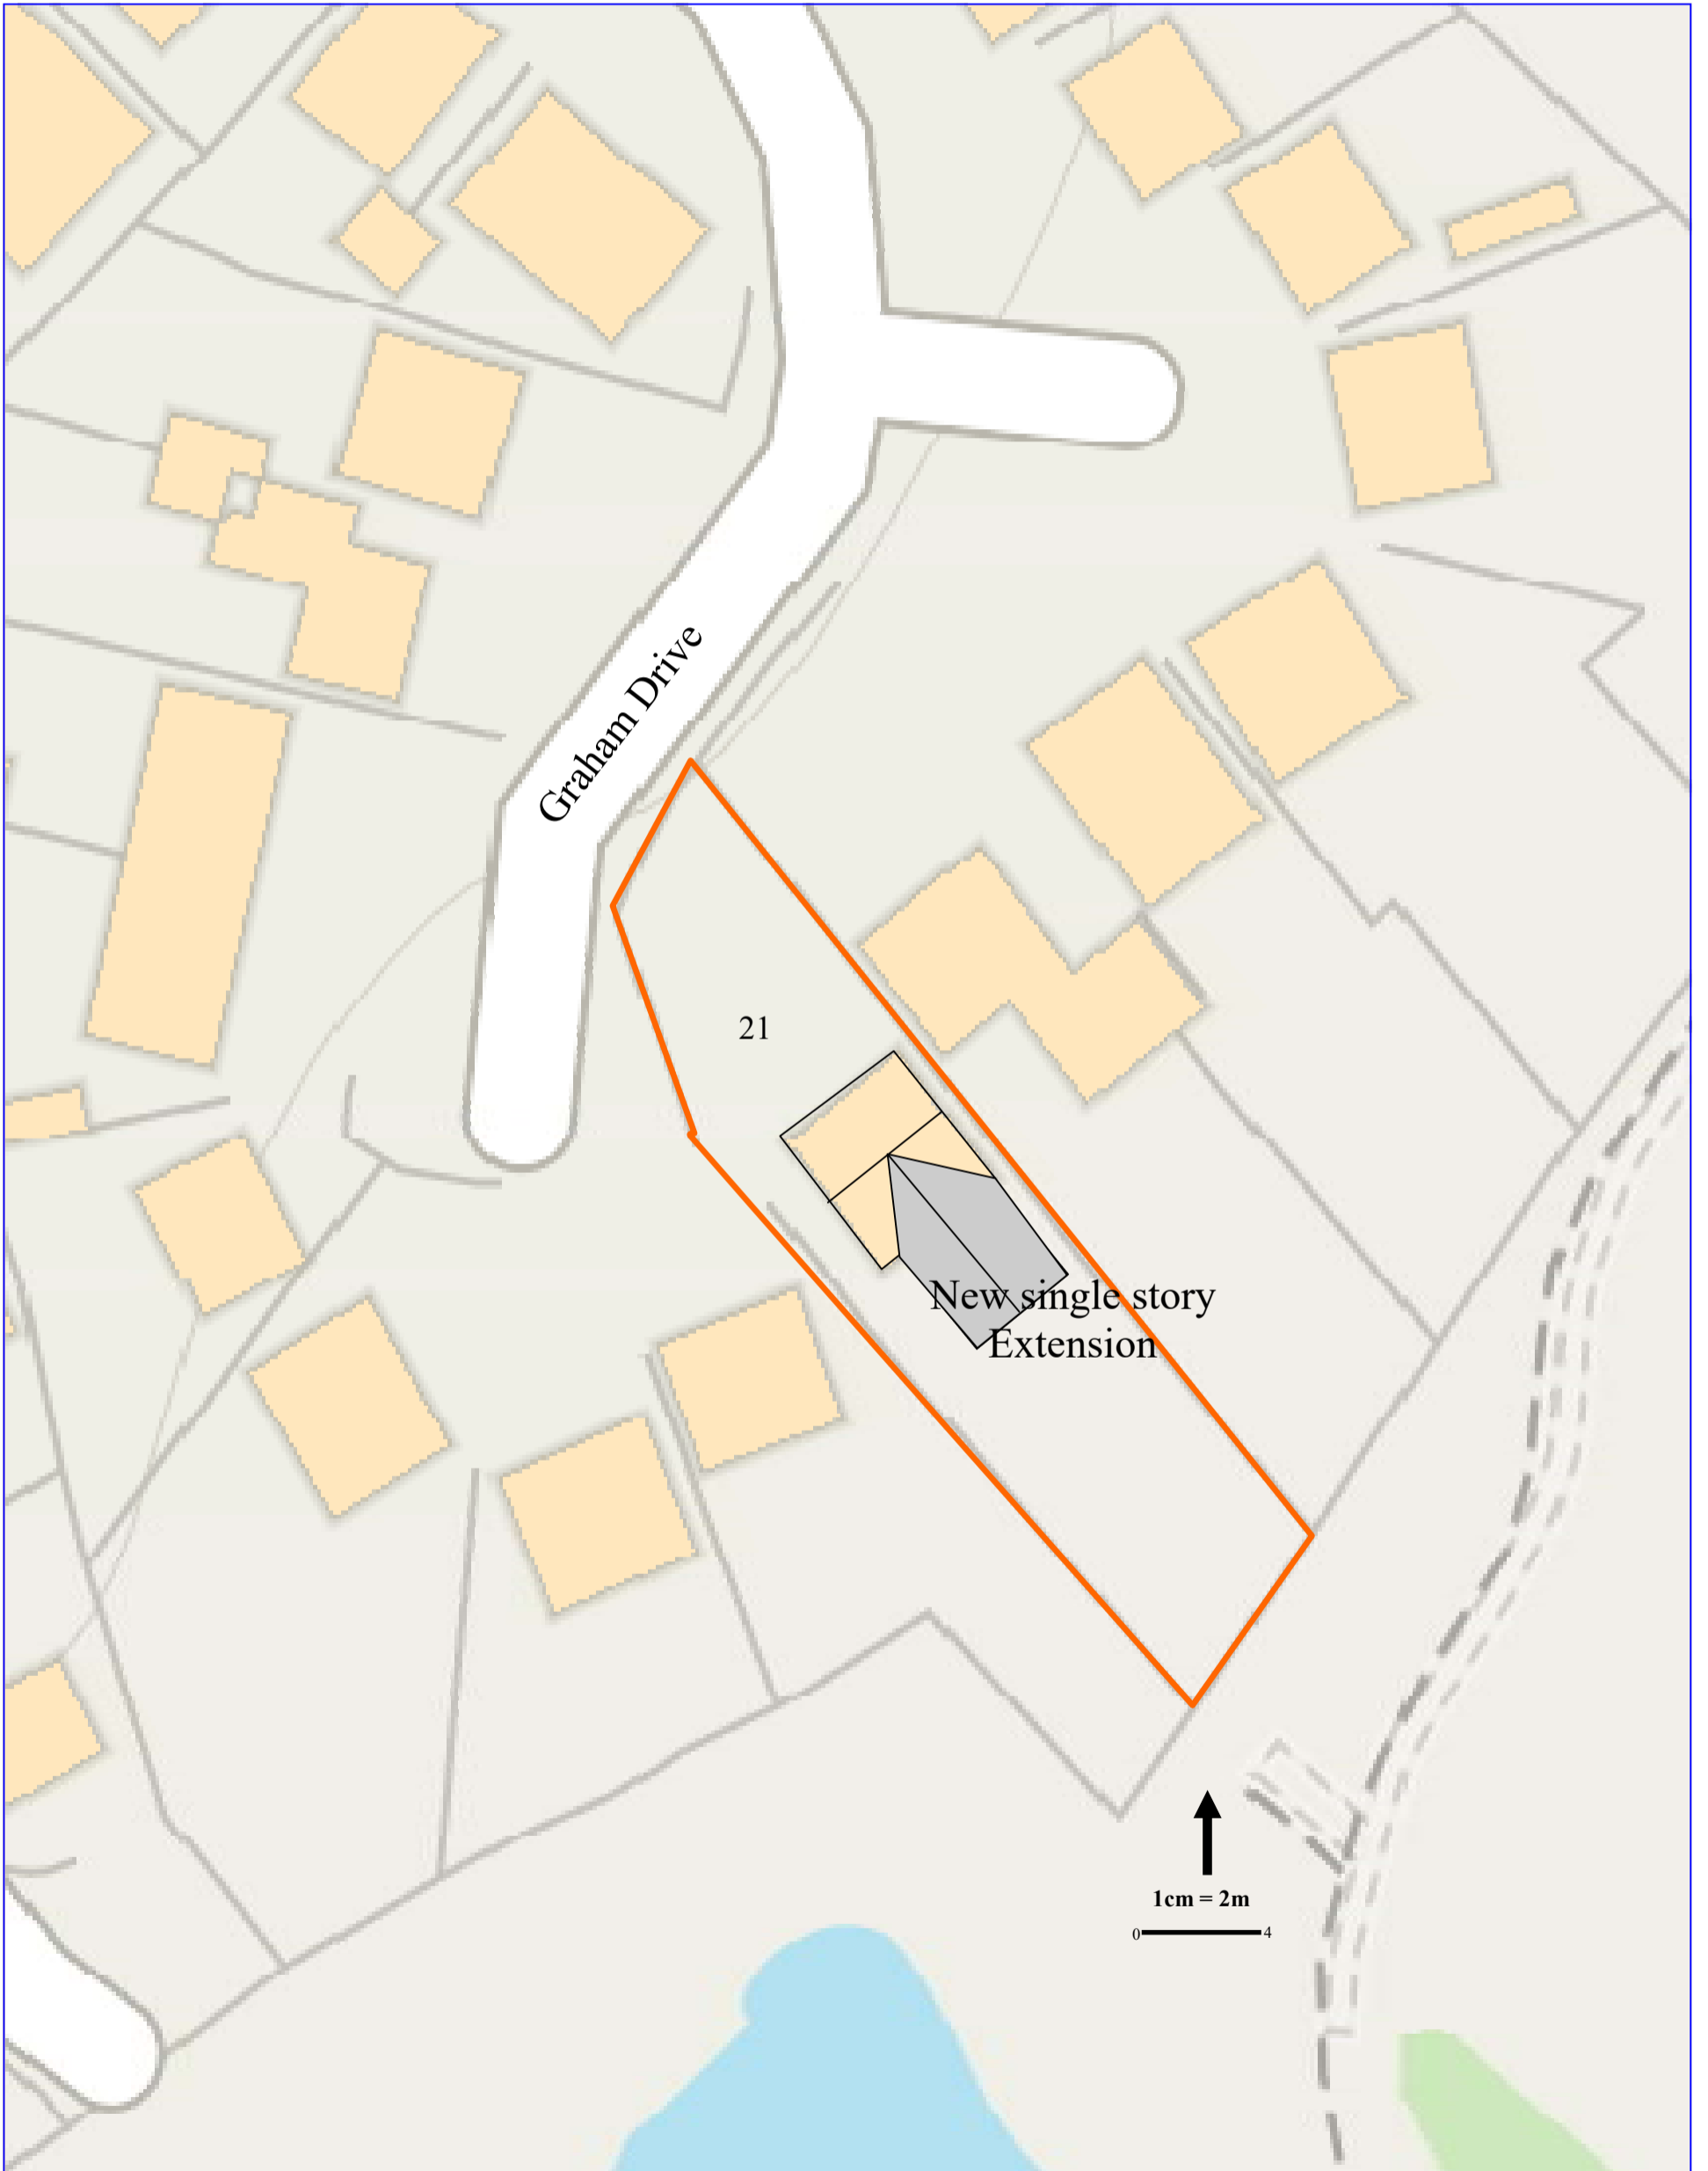 Graham Drive
21
New single story
Extension
1cm = 2m
0 4